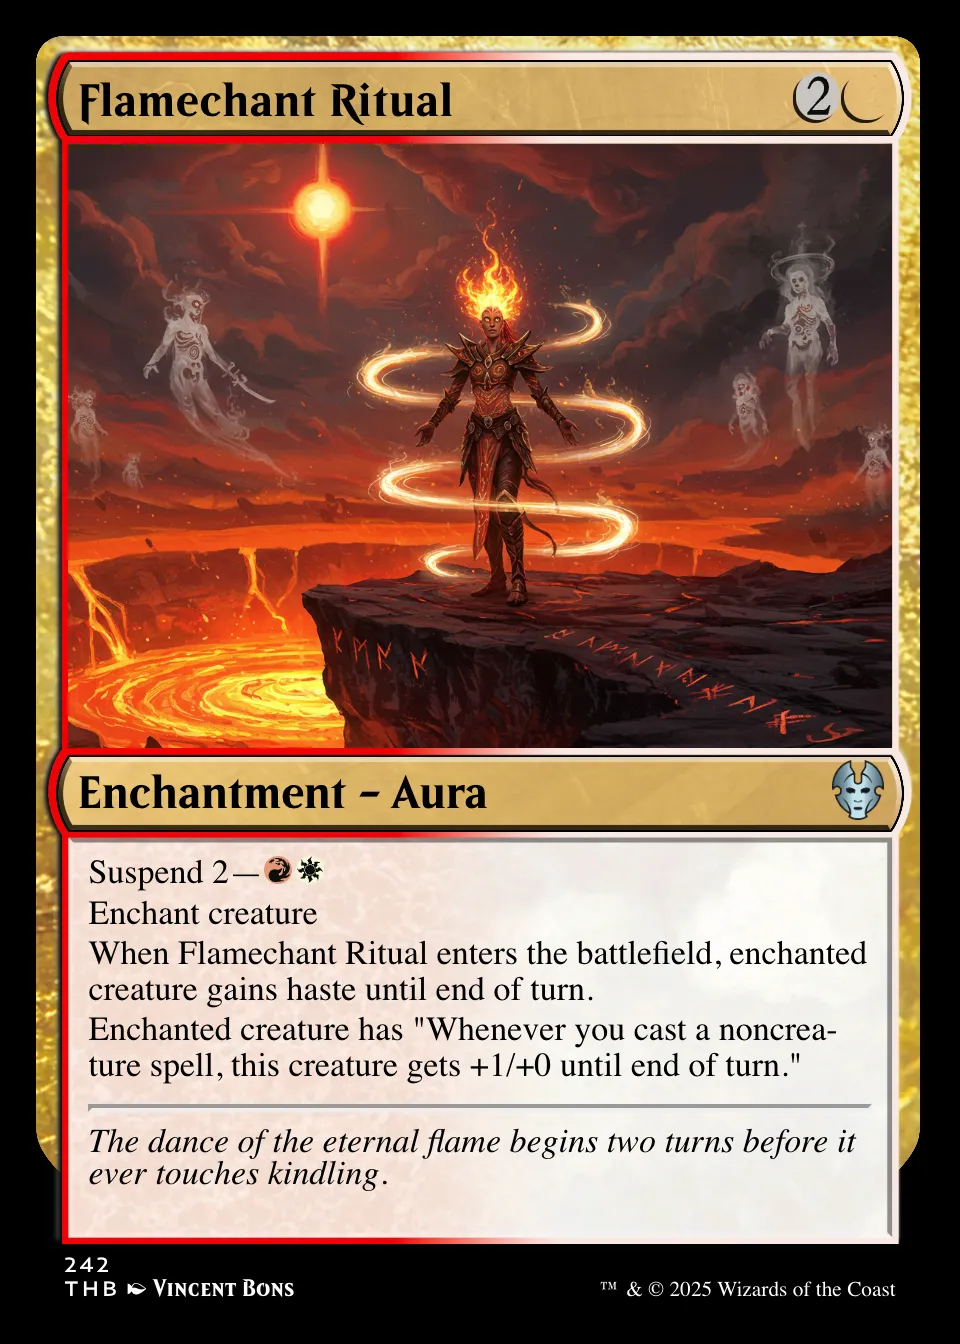 Flamechant Ritual 2
Enchantment – Aura
Suspend 2—
Enchant creature
When Flamechant Ritual enters the battlefield, enchanted
creature gains haste until end of turn.
Enchanted creature has "Whenever you cast a noncrea-
ture spell, this creature gets +1/+0 until end of turn."
The dance of the eternal flame begins two turns before it
ever touches kindling.
242
THB VINCENT BONS
™ & © 2025 Wizards of the Coast